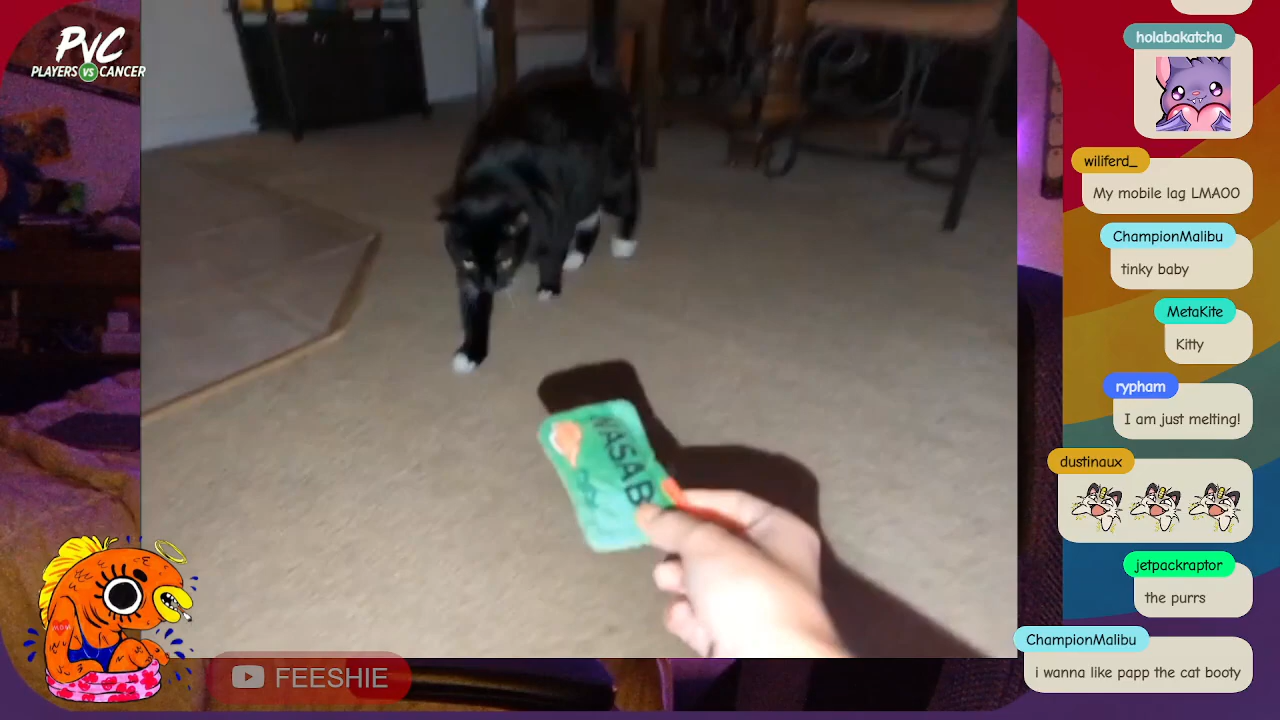 PVC
PLAYERS VS CANCER
WASAB
MOM
FEESHIE
holabakatcha
wiliferd_
My mobile lag LMAOO
ChampionMalibu
tinky baby
MetaKite
Kitty
rypham
I am just melting!
dustinaux
jetpackraptor
the purrs
ChampionMalibu
i wanna like papp the cat booty